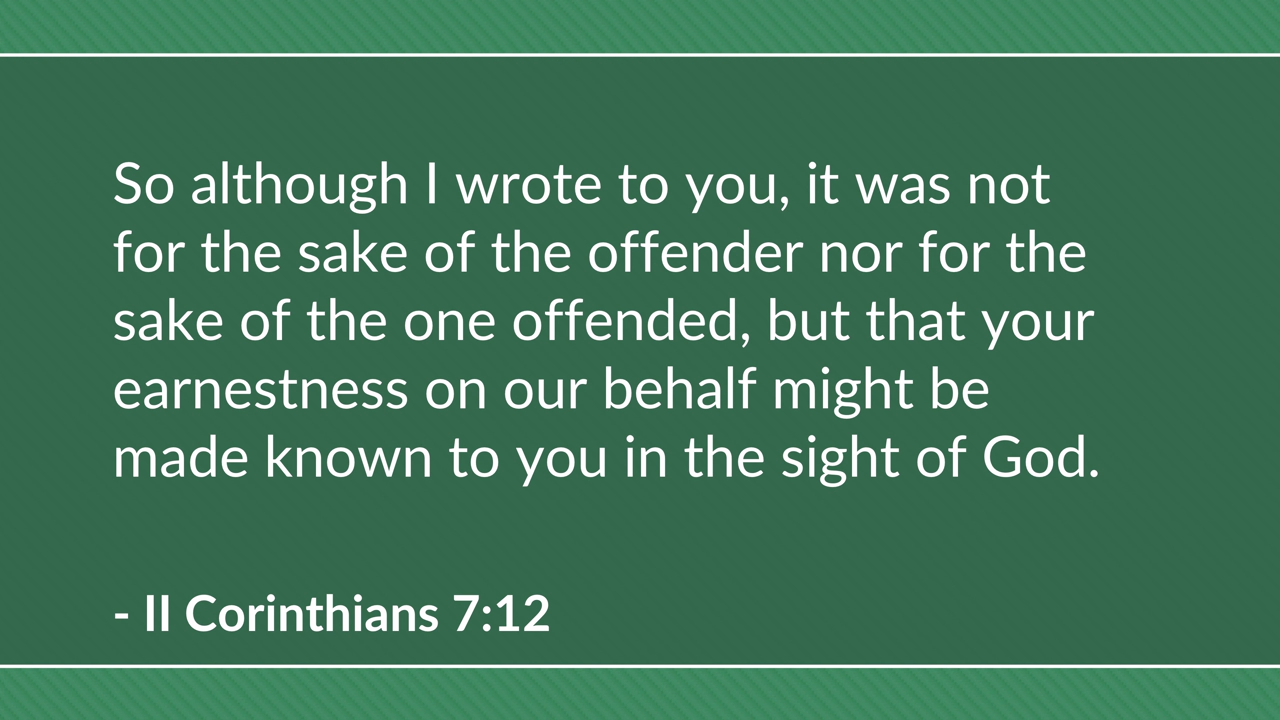 So although I wrote to you, it was not
for the sake of the offender nor for the
sake of the one offended, but that your
earnestness on our behalf might be
made known to you in the sight of God.
- II Corinthians 7:12